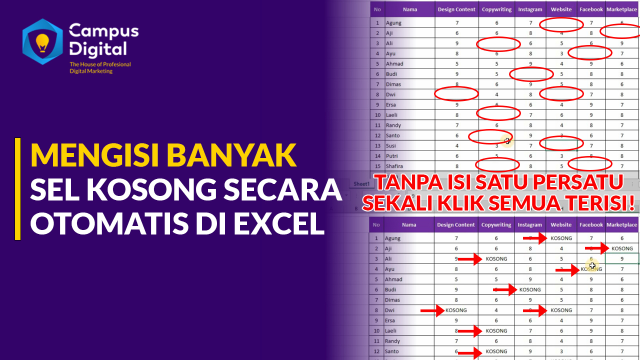 Campus
Digital
The House of Profesional
Digital Marketing
MENGISI BANYAK
SEL KOSONG SECARA
OTOMATIS DI EXCEL
No Nama Design Content Copywriting Instagram Website Facebook Marketplace
1 Agung 7 6 7 7 6
2 Aji 6 6 8 4 8
3 Ali 9 6 5 6 9
4 Ayu 8 6 8 3 7
5 Ahmad 5 5 9 4 9 6
6 Budi 9 5 5 8 8
7 Dimas 8 6 9 5 8 6
8 Dwi 4 8 7 8
9 Ersa 9 4 6 4 9 7
10 Laeli 8 7 6 9 8
11 Randy 7 6 8 4 8 7
12 Santo 6 9 6 7
13 Susi 4 7 7 8
14 Putri 6 5 6 3 8
15 Shafira 8 8 5 7
Sheet1
TANPA ISI SATU PERSATU
SEKALI KLIK SEMUA TERISI!
No Nama Design Content Copywriting Instagram Website Facebook Marketplace
1 Agung 7 6 KOSONG 7 6
2 Aji 6 6 8 4 KOSONG
3 Ali KOSONG 6 5 6 9
4 Ayu 8 6 8 KOSONG 7
5 Ahmad 5 5 9 4 9 6
6 Budi 9 KOSONG 5 8 8
7 Dimas 8 6 9 5 8 6
8 Dwi KOSONG 4 KOSONG 7 8
9 Ersa 9 4 6 4 9 7
10 Laeli KOSONG 7 6 9 8
11 Randy 7 6 8 4 8 7
12 Santo KOSONG 9 3 6 7